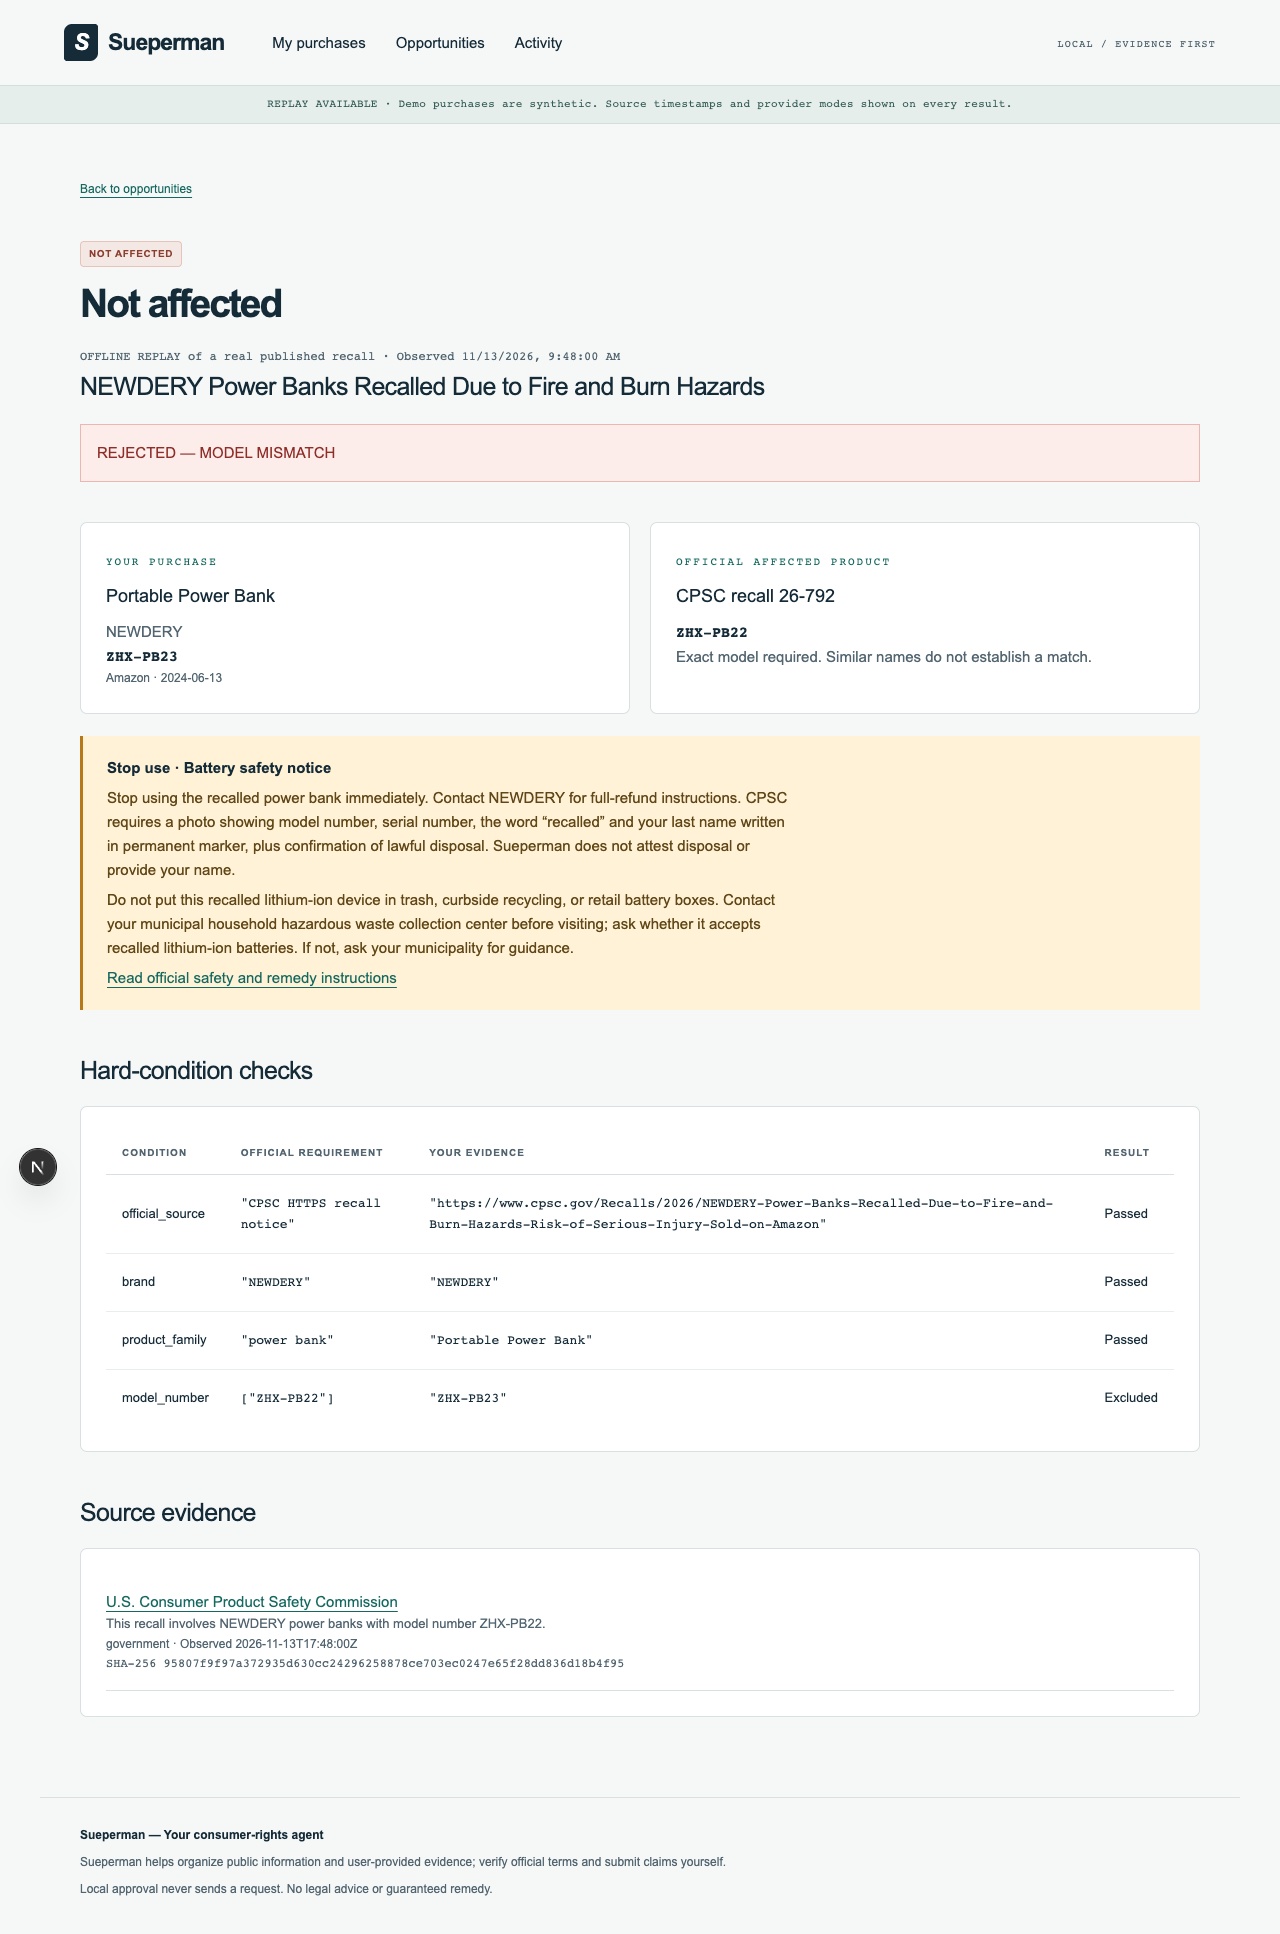 S Sueperman My purchases Opportunities Activity LOCAL / EVIDENCE FIRST
REPLAY AVAILABLE · Demo purchases are synthetic. Source timestamps and provider modes shown on every result.
Back to opportunities
NOT AFFECTED
Not affected
OFFLINE REPLAY of a real published recall · Observed 11/13/2026, 9:48:00 AM
NEWDERY Power Banks Recalled Due to Fire and Burn Hazards
REJECTED — MODEL MISMATCH
YOUR PURCHASE
Portable Power Bank
NEWDERY
ZHX-PB23
Amazon · 2024-06-13
OFFICIAL AFFECTED PRODUCT
CPSC recall 26-792
ZHX-PB22
Exact model required. Similar names do not establish a match.
Stop use · Battery safety notice
Stop using the recalled power bank immediately. Contact NEWDERY for full-refund instructions. CPSC
requires a photo showing model number, serial number, the word “recalled” and your last name written
in permanent marker, plus confirmation of lawful disposal. Sueperman does not attest disposal or
provide your name.
Do not put this recalled lithium-ion device in trash, curbside recycling, or retail battery boxes. Contact
your municipal household hazardous waste collection center before visiting; ask whether it accepts
recalled lithium-ion batteries. If not, ask your municipality for guidance.
Read official safety and remedy instructions
Hard-condition checks
CONDITION OFFICIAL REQUIREMENT YOUR EVIDENCE RESULT
official_source "CPSC HTTPS recall notice" "https://www.cpsc.gov/Recalls/2026/NEWDERY-Power-Banks-Recalled-Due-to-Fire-and-Burn-Hazards-Risk-of-Serious-Injury-Sold-on-Amazon" Passed
brand "NEWDERY" "NEWDERY" Passed
product_family "power bank" "Portable Power Bank" Passed
N
model_number ["ZHX-PB22"] "ZHX-PB23" Excluded
Source evidence
U.S. Consumer Product Safety Commission
This recall involves NEWDERY power banks with model number ZHX-PB22.
government · Observed 2026-11-13T17:48:00Z
SHA-256 95807f9f97a372935d630cc24296258878ce703ec0247e65f28dd836d18b4f95
Sueperman — Your consumer-rights agent
Sueperman helps organize public information and user-provided evidence; verify official terms and submit claims yourself.
Local approval never sends a request. No legal advice or guaranteed remedy.